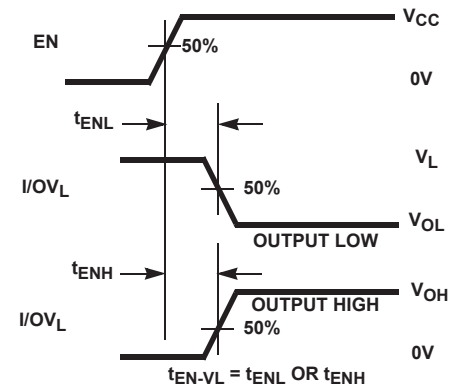 V_CC
EN
50%
0V
t_ENL
V_L
I/OV_L
50%
V_OL
OUTPUT LOW
t_ENH
V_OH
OUTPUT HIGH
I/OV_L
50%
0V
t_EN-VL = t_ENL OR t_ENH